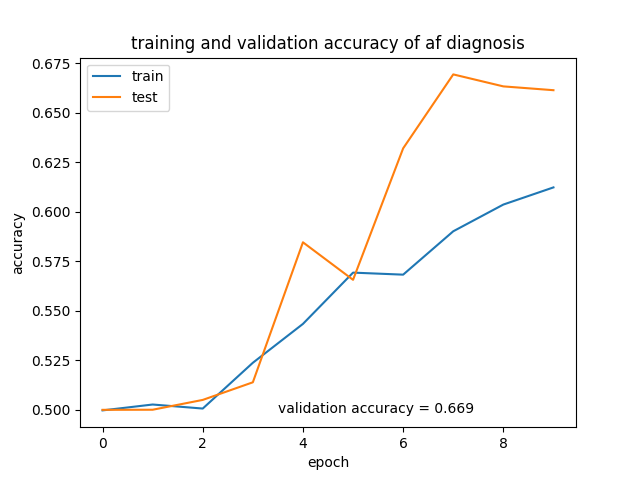 training and validation accuracy of af diagnosis
train
test
0.675
0.650
0.625
0.600
0.575
0.550
0.525
0.500
accuracy
validation accuracy = 0.669
0 2 4 6 8
epoch